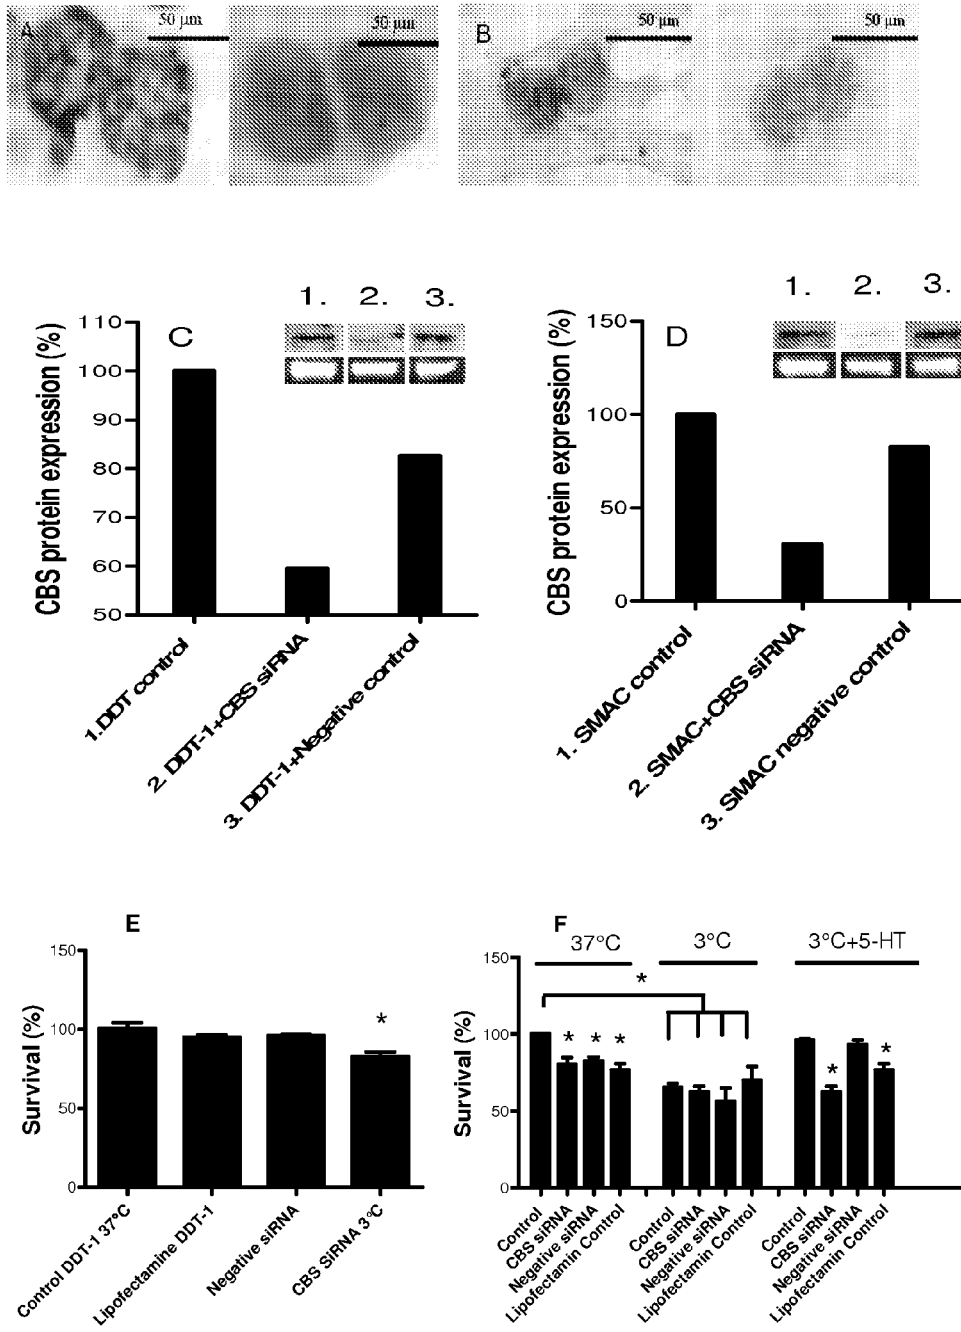 A
50 µm
50 µm
B
50 µm
50 µm
C
1. 2. 3.
CBS protein expression (%)
110
100
90
80
70
60
50
1.DDT control
2. DDT-1+CBS siRNA
3. DDT-1+Negative control
D
1. 2. 3.
CBS protein expression (%)
150
100
50
0
1. SMAC control
2. SMAC+CBS siRNA
3. SMAC negative control
E
Survival (%)
150
100
50
0
*
Control DDT-1 37°C
Lipofectamine DDT-1
Negative siRNA
CBS SiRNA 3°C
F
37°C
3°C
3°C+5-HT
Survival (%)
150
100
50
0
*
* * *
* *
Control
CBS siRNA
Negative siRNA
Lipofectamin Control
Control
CBS siRNA
Negative siRNA
Lipofectamin Control
Control
CBS siRNA
Negative siRNA
Lipofectamin Control